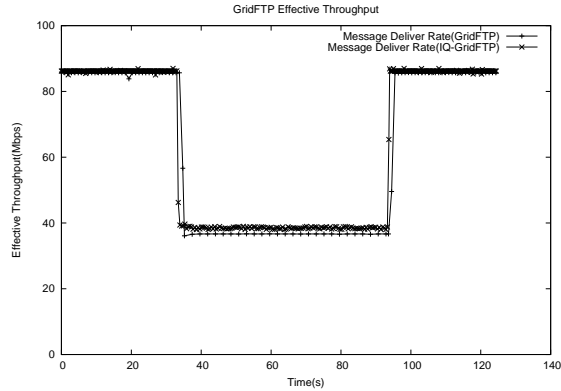 GridFTP Effective Throughput
Message Deliver Rate(GridFTP)
Message Deliver Rate(IQ-GridFTP)
Effective Throughput(Mbps)
100
80
60
40
20
0
0 20 40 60 80 100 120 140
Time(s)